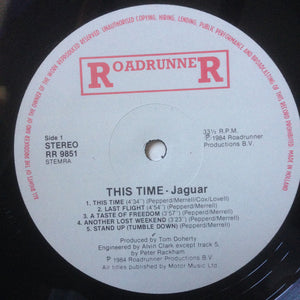 ALL RIGHTS OF THE PRODUCER AND OF THE OWNER OF THE WORK REPRODUCED RESERVED. UNAUTHORISED COPYING, HIRING, LENDING, PUBLIC PERFORMANCE AND BROADCASTING OF THIS RECORD PROHIBITED. MADE IN HOLLAND
ROADRUNNER
Side 1
STEREO
RR 9851
STEMRA
33⅓ R.P.M.
℗ 1984 Roadrunner
Productions B.V.
THIS TIME - Jaguar
1. THIS TIME (4'34") (Pepperd/Merrell/Cox/Lovell)
2. LAST FLIGHT (4'54") (Pepperd/Merrell)
3. A TASTE OF FREEDOM (3'57") (Pepperd/Merrell)
4. ANOTHER LOST WEEKEND (3'23") (Pepperd/Merrell)
5. STAND UP (TUMBLE DOWN) (Pepperd/Merrell)
Produced by Tom Doherty
Engineered by Alvin Clark except track 5,
by Peter Rackham
℗ 1984 Roadrunner Productions B.V.
All titles published by Motor Music Ltd